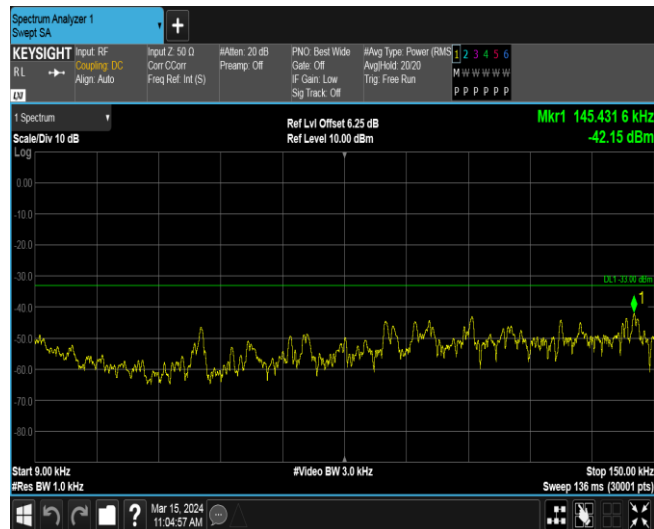 Spectrum Analyzer 1
Swept SA
+
KEYSIGHT
RL
LXI
Input: RF
Coupling: DC
Align: Auto
Input Z: 50 Ω
Corr CCorr
Freq Ref: Int (S)
#Atten: 20 dB
Preamp: Off
PNO: Best Wide
Gate: Off
IF Gain: Low
Sig Track: Off
#Avg Type: Power (RMS
Avg|Hold: 20/20
Trig: Free Run
1 2 3 4 5 6
M W W W W W
P P P P P P
1 Spectrum
Scale/Div 10 dB
Log
Ref Lvl Offset 6.25 dB
Ref Level 10.00 dBm
Mkr1 145.431 6 kHz
-42.15 dBm
0.00
-10.0
-20.0
-30.0
DL1 -33.00 dBm
1
-40.0
-50.0
-60.0
-70.0
-80.0
Start 9.00 kHz
#Res BW 1.0 kHz
#Video BW 3.0 kHz
Stop 150.00 kHz
Sweep 136 ms (30001 pts)
?
Mar 15, 2024
11:04:57 AM